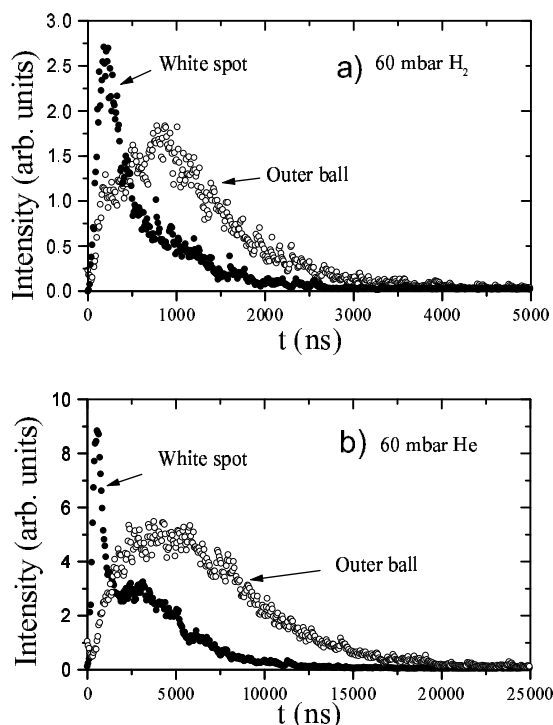 3.0
2.5
2.0
1.5
1.0
0.5
0.0
Intensity (arb. units)
White spot
a) 60 mbar H₂
Outer ball
0 1000 2000 3000 4000 5000
t (ns)
10
8
6
4
2
0
Intensity (arb. units)
b) 60 mbar He
White spot
Outer ball
0 5000 10000 15000 20000 25000
t (ns)